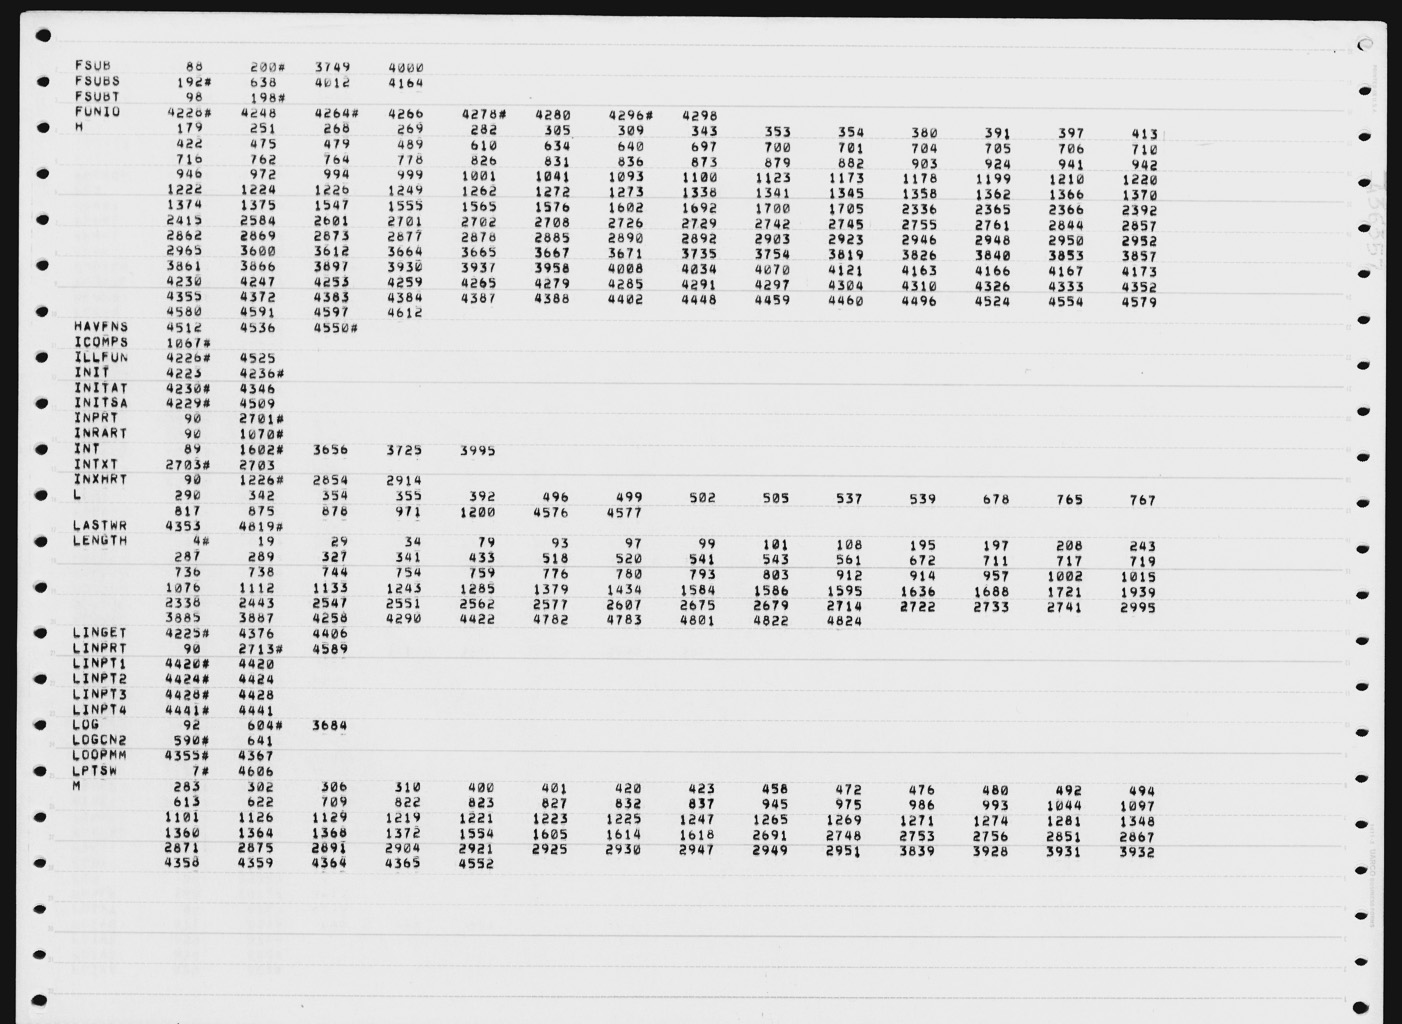 FSUB 88 200# 3749 4000
FSUBS 192# 638 4012 4164
FSUBT 98 198#
FUNIO 4228# 4248 4264# 4266 4278# 4280 4296# 4298
H 179 251 268 269 282 305 309 343 353 354 380 391 397 413
422 475 479 489 610 634 640 697 700 701 704 705 706 710
716 762 764 778 826 831 836 873 879 882 903 924 941 942
946 972 994 999 1001 1041 1093 1100 1123 1173 1178 1199 1210 1220
1222 1224 1226 1249 1262 1272 1273 1338 1341 1345 1358 1362 1366 1370
1374 1375 1547 1555 1565 1576 1602 1692 1700 1705 2336 2365 2366 2392
2415 2584 2601 2701 2702 2708 2726 2729 2742 2745 2755 2761 2844 2857
2862 2869 2873 2877 2878 2885 2890 2892 2903 2923 2946 2948 2950 2952
2965 3600 3612 3664 3665 3667 3671 3735 3754 3819 3826 3840 3853 3857
3861 3866 3897 3930 3937 3958 4008 4034 4070 4121 4163 4166 4167 4173
4230 4247 4253 4259 4265 4279 4285 4291 4297 4304 4310 4326 4333 4352
4355 4372 4383 4384 4387 4388 4402 4448 4459 4460 4496 4524 4554 4579
4580 4591 4597 4612
HAVFNS 4512 4536 4550#
ICOMPS 1067#
ILLFUN 4226# 4525
INIT 4223 4236#
INITAT 4230# 4346
INITSA 4229# 4509
INPRT 90 2701#
INRART 90 1070#
INT 89 1602# 3656 3725 3995
INTXT 2703# 2703
INXHRT 90 1226# 2854 2914
L 290 342 354 355 392 496 499 502 505 537 539 678 765 767
817 875 878 971 1200 4576 4577
LASTWR 4353 4819#
LENGTH 4# 19 29 34 79 93 97 99 101 108 195 197 208 243
287 289 327 341 433 518 520 541 543 561 672 711 717 719
736 738 744 754 759 776 780 793 803 912 914 957 1002 1015
1076 1112 1133 1243 1285 1379 1434 1584 1586 1595 1636 1688 1721 1939
2338 2443 2547 2551 2562 2577 2607 2675 2679 2714 2722 2733 2741 2995
3885 3887 4258 4290 4422 4782 4783 4801 4822 4824
LINGET 4225# 4376 4406
LINPRT 90 2713# 4589
LINPT1 4420# 4420
LINPT2 4424# 4424
LINPT3 4428# 4428
LINPT4 4441# 4441
LOG 92 604# 3684
LOGCN2 590# 641
LOOPMM 4355# 4367
LPTSW 7# 4606
M 283 302 306 310 400 401 420 423 458 472 476 480 492 494
613 622 709 822 823 827 832 837 945 975 986 993 1044 1097
1101 1126 1129 1219 1221 1223 1225 1247 1265 1269 1271 1274 1281 1348
1360 1364 1368 1372 1554 1605 1614 1618 2691 2748 2753 2756 2851 2867
2871 2875 2891 2904 2921 2925 2930 2947 2949 2951 3839 3928 3931 3932
4358 4359 4364 4365 4552